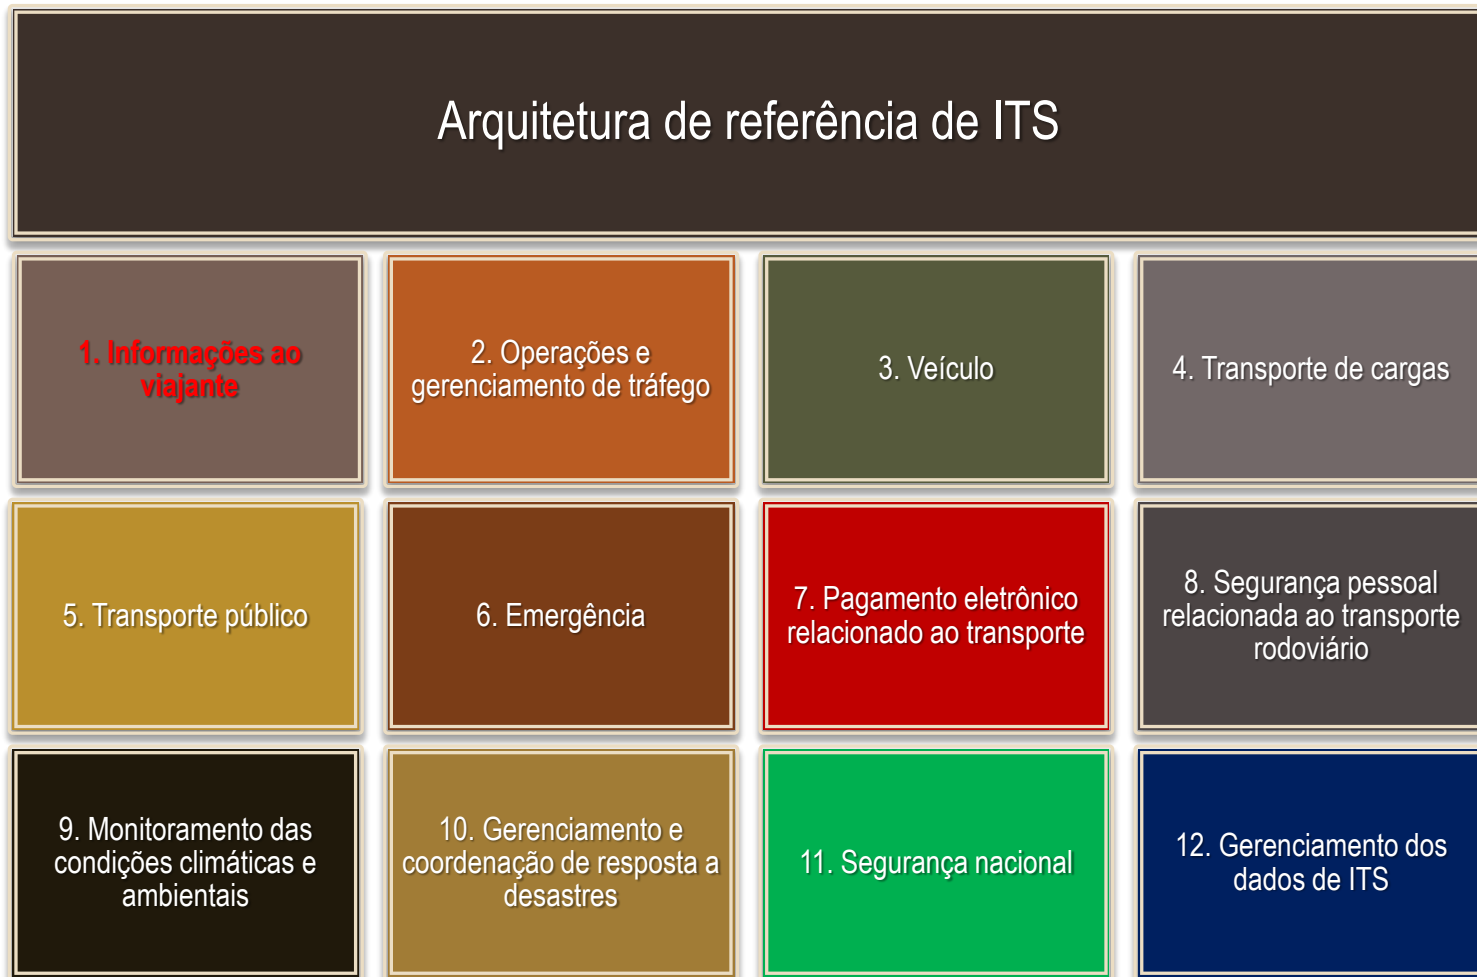 Arquitetura de referência de ITS
1. Informações ao
viajante
2. Operações e
gerenciamento de tráfego
3. Veículo
4. Transporte de cargas
5. Transporte público
6. Emergência
7. Pagamento eletrônico
relacionado ao transporte
8. Segurança pessoal
relacionada ao transporte
rodoviário
9. Monitoramento das
condições climáticas e
ambientais
10. Gerenciamento e
coordenação de resposta a
desastres
11. Segurança nacional
12. Gerenciamento dos
dados de ITS